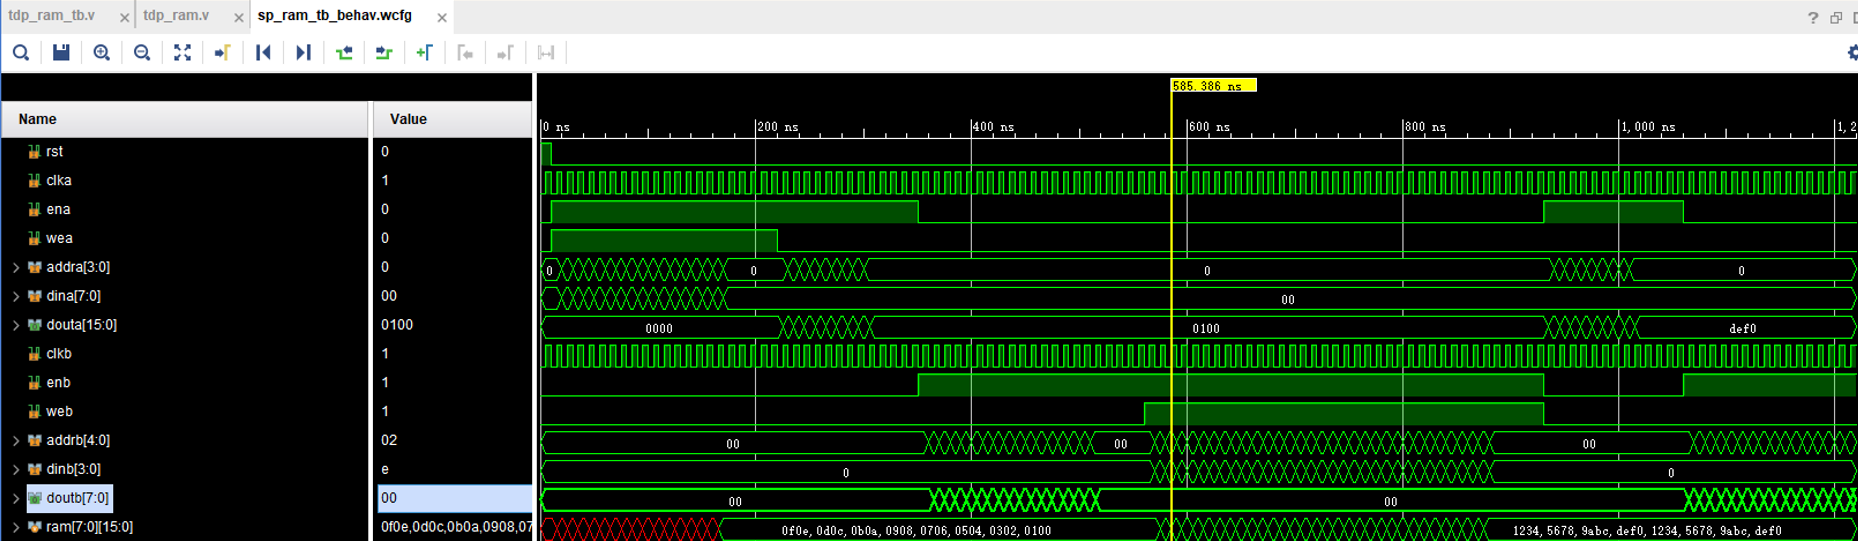 tdp_ram_tb.v × tdp_ram.v × sp_ram_tb_behav.wcfg ×
585.386 ns
Name Value
0 ns 200 ns 400 ns 600 ns 800 ns 1,000 ns 1,2
rst 0
clka 1
ena 0
wea 0
addra[3:0] 0 0 0 0 0
dina[7:0] 00 00
douta[15:0] 0100 0000 0100 def0
clkb 1
enb 1
web 1
addrb[4:0] 02 00 00 00
dinb[3:0] e 0 0
doutb[7:0] 00 00 00
ram[7:0][15:0] 0f0e,0d0c,0b0a,0908,07 0f0e, 0d0c, 0b0a, 0908, 0706, 0504, 0302, 0100 1234, 5678, 9abc, def0, 1234, 5678, 9abc, def0